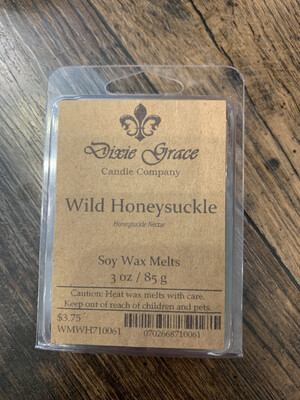 Dixie Grace
Candle Company
Wild Honeysuckle
Honeysuckle Nectar
Soy Wax Melts
3 oz / 85 g
Caution: Heat wax melts with care.
Keep out of reach of children and pets.
$3.75
WMWH710061
0702668710061